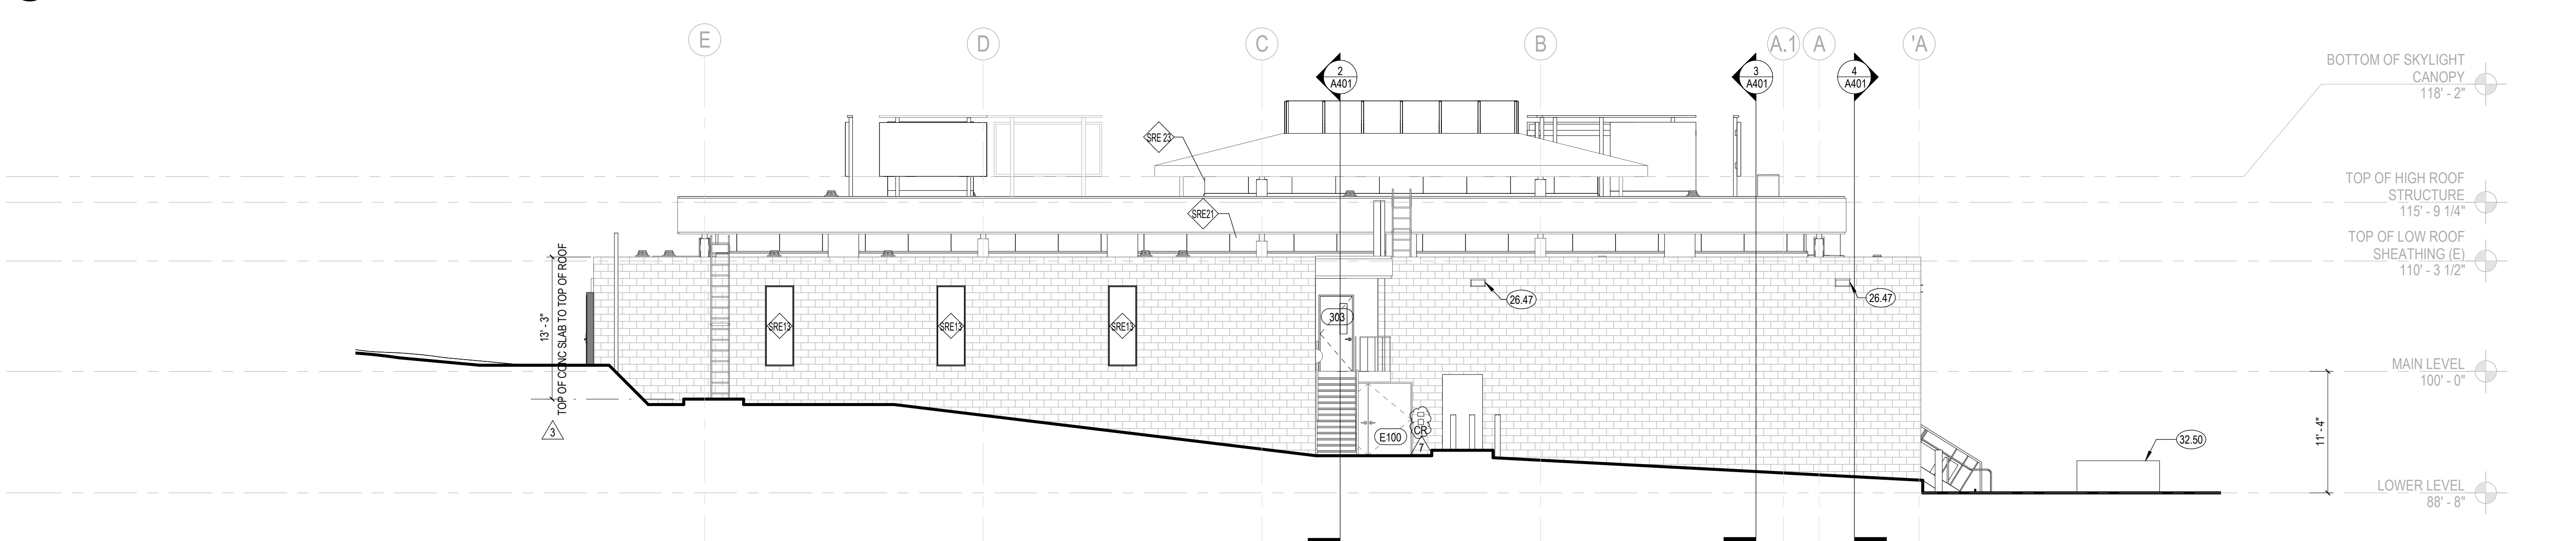 E
D
C
B
A.1
A
'A
2
A401
3
A401
4
A401
BOTTOM OF SKYLIGHT
CANOPY
118' - 2"
SRE 23
TOP OF HIGH ROOF
STRUCTURE
115' - 9 1/4"
SRE21
TOP OF LOW ROOF
SHEATHING (E)
110' - 3 1/2"
13' - 3"
TOP OF CONC SLAB TO TOP OF ROOF
3
SRE13
SRE13
SRE13
303
26.47
26.47
MAIN LEVEL
100' - 0"
E100
CR
7
32.50
11' - 4"
LOWER LEVEL
88' - 8"